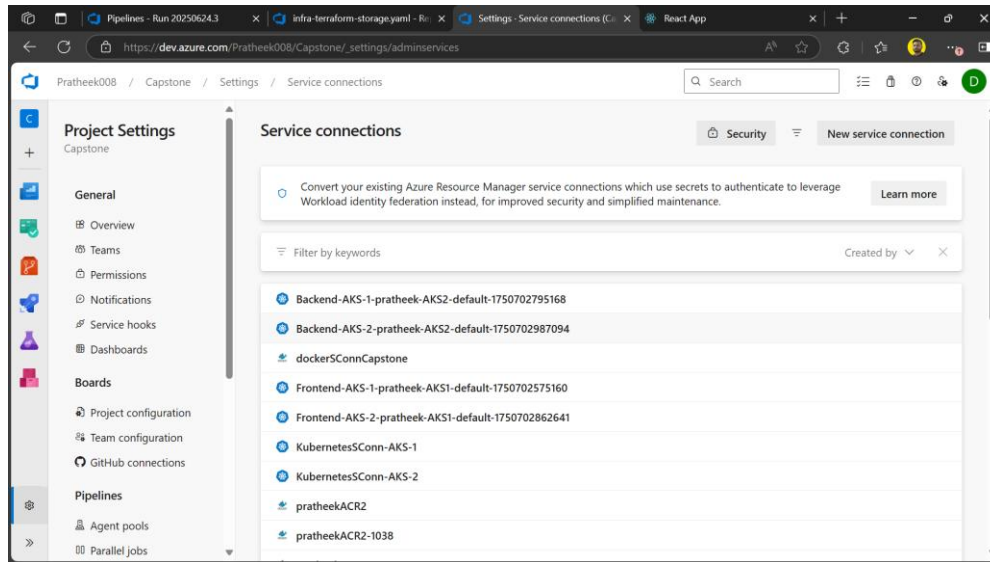 Pipelines - Run 20250624.3
infra-terraform-storage.yaml - Re
Settings - Service connections (Ca
React App
https://dev.azure.com/Pratheek008/Capstone/_settings/adminservices
Pratheek008 / Capstone / Settings / Service connections
Search
D
C
Project Settings
Capstone
General
Overview
Teams
Permissions
Notifications
Service hooks
Dashboards
Boards
Project configuration
Team configuration
GitHub connections
Pipelines
Agent pools
Parallel jobs
Service connections
Security
New service connection
Convert your existing Azure Resource Manager service connections which use secrets to authenticate to leverage
Workload identity federation instead, for improved security and simplified maintenance.
Learn more
Filter by keywords
Created by
Backend-AKS-1-pratheek-AKS2-default-1750702795168
Backend-AKS-2-pratheek-AKS2-default-1750702987094
dockerSConnCapstone
Frontend-AKS-1-pratheek-AKS1-default-1750702575160
Frontend-AKS-2-pratheek-AKS1-default-1750702862641
KubernetesSConn-AKS-1
KubernetesSConn-AKS-2
pratheekACR2
pratheekACR2-1038